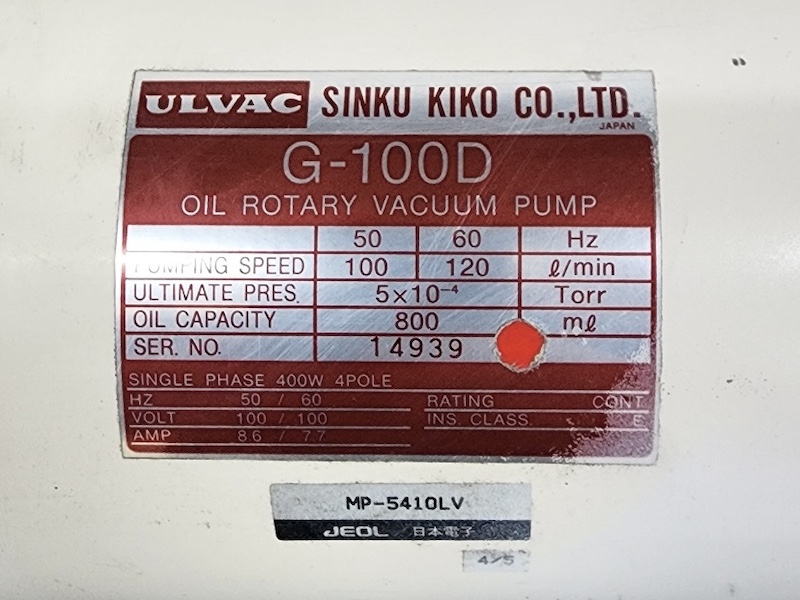 ULVAC SINKU KIKO CO.,LTD.
JAPAN
G-100D
OIL ROTARY VACUUM PUMP
50 60 Hz
PUMPING SPEED 100 120 ℓ/min
ULTIMATE PRES. 5×10⁻⁴ Torr
OIL CAPACITY 800 mℓ
SER. NO. 14939
SINGLE PHASE 400W 4POLE
HZ 50 / 60 RATING CONT
VOLT 100 / 100 INS. CLASS. E
AMP 8.6 / 7.7
MP-5410LV
JEOL 日本電子
4/5